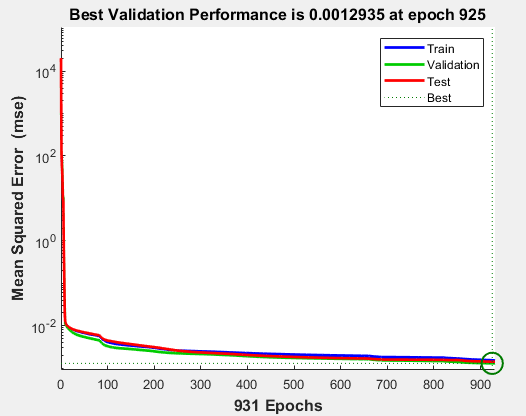 Best Validation Performance is 0.0012935 at epoch 925
Train
Validation
Test
Best
Mean Squared Error (mse)
10^4
10^2
10^0
10^-2
0 100 200 300 400 500 600 700 800 900
931 Epochs